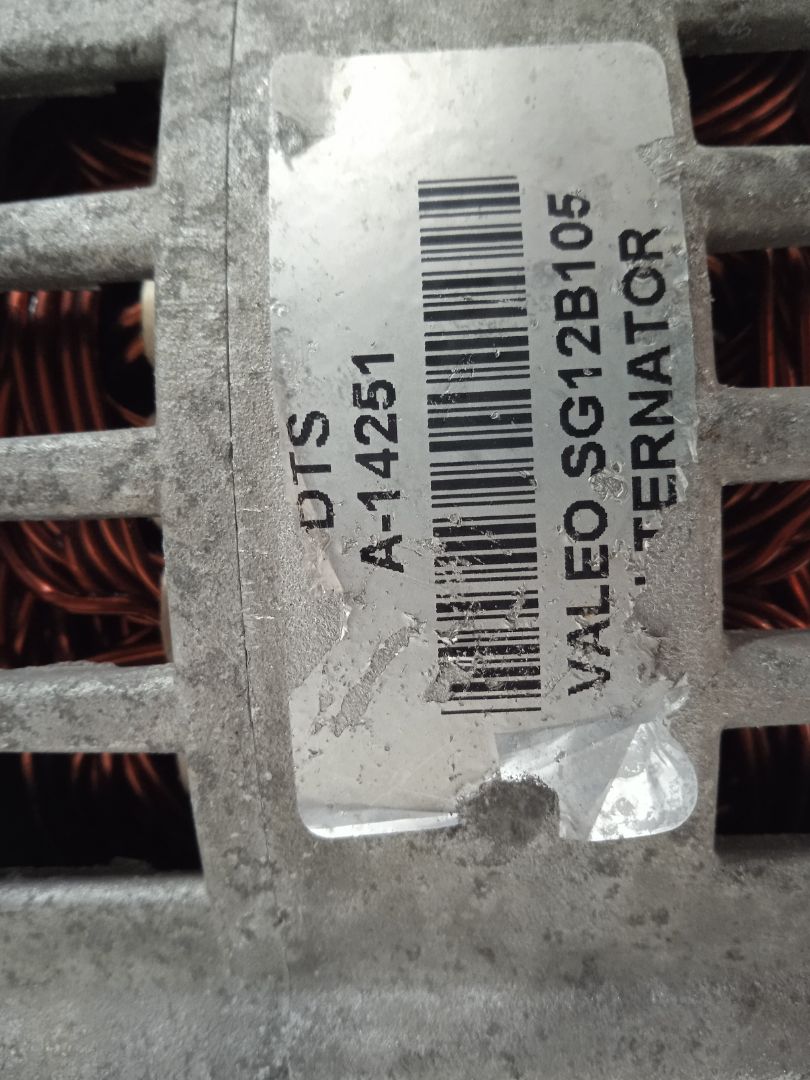 DTS
A-14251
VALEO SG12B105
TERNATOR